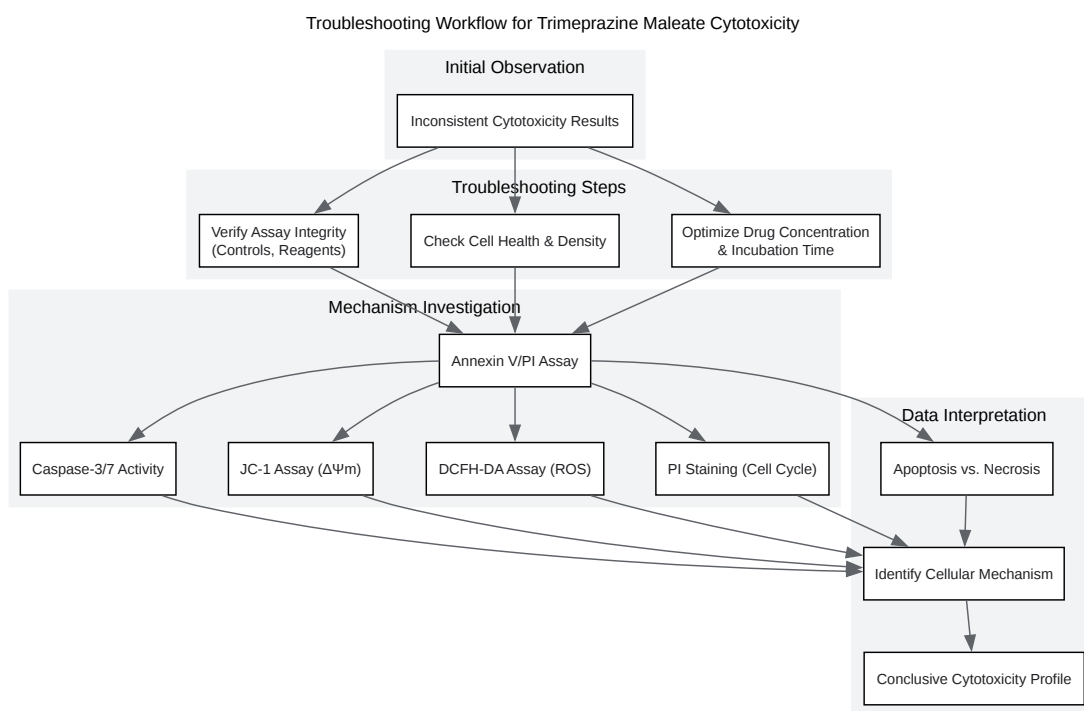 Troubleshooting Workflow for Trimeprazine Maleate Cytotoxicity
Initial Observation
Inconsistent Cytotoxicity Results
Troubleshooting Steps
Verify Assay Integrity
(Controls, Reagents)
Check Cell Health & Density
Optimize Drug Concentration
& Incubation Time
Mechanism Investigation
Annexin V/PI Assay
Data Interpretation
Caspase-3/7 Activity
JC-1 Assay (ΔΨm)
DCFH-DA Assay (ROS)
PI Staining (Cell Cycle)
Apoptosis vs. Necrosis
Identify Cellular Mechanism
Conclusive Cytotoxicity Profile